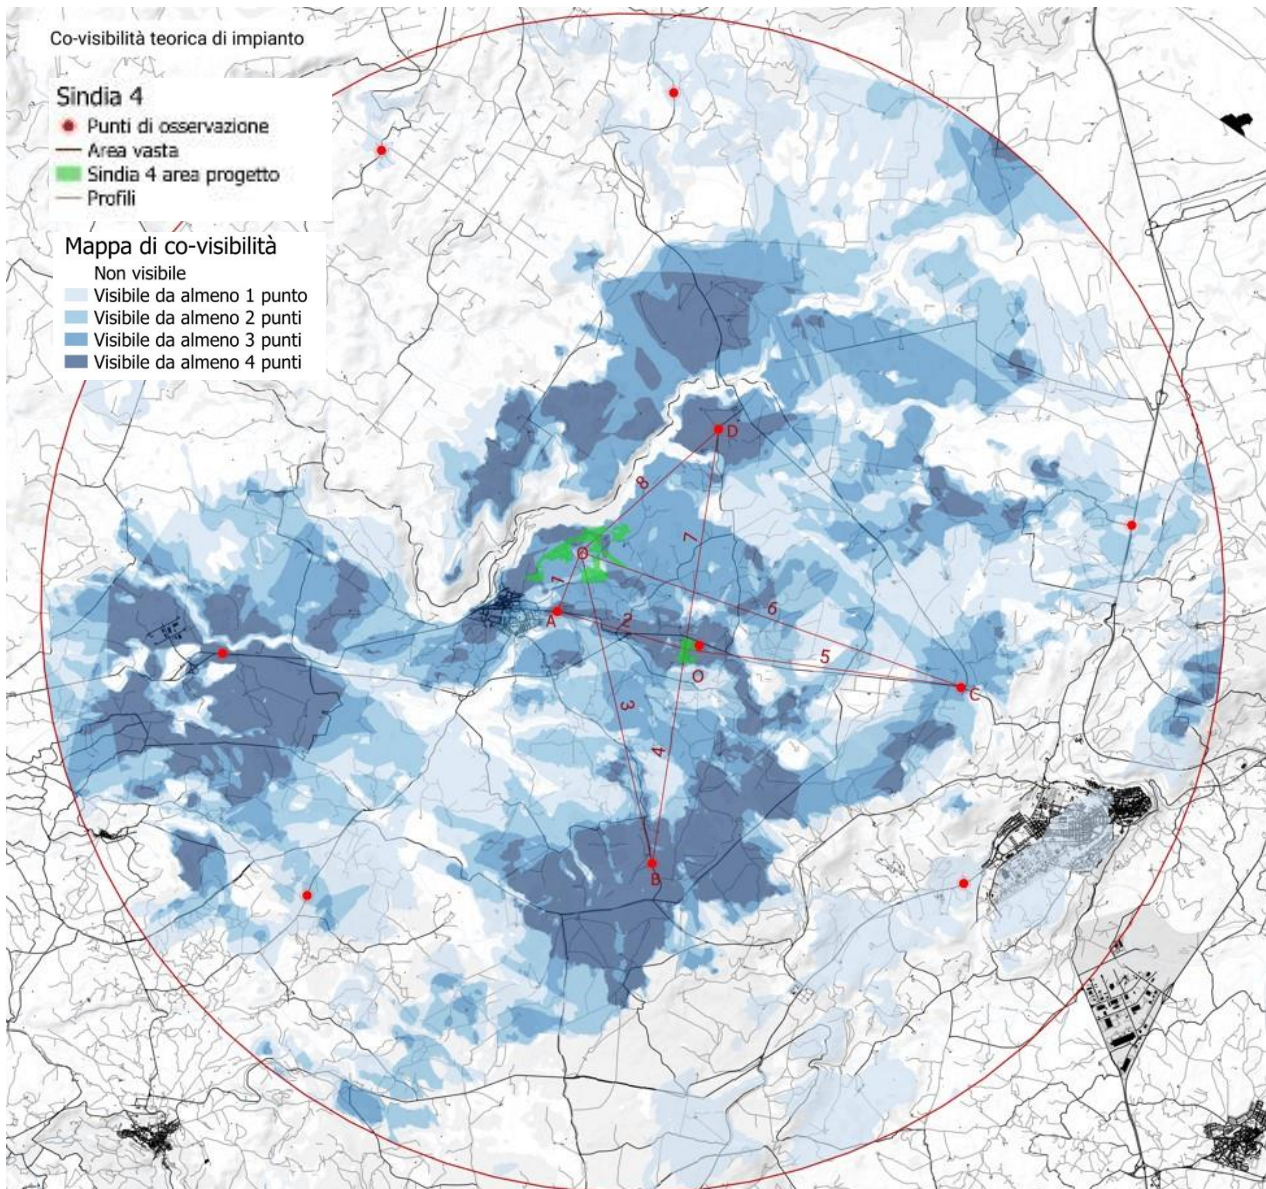 Co-visibilità teorica di impianto
Sindia 4
Punti di osservazione
Area vasta
Sindia 4 area progetto
Profili
Mappa di co-visibilità
Non visibile
Visibile da almeno 1 punto
Visibile da almeno 2 punti
Visibile da almeno 3 punti
Visibile da almeno 4 punti
D
8
7
O
1
A
2
6
O
5
C
3
4
B